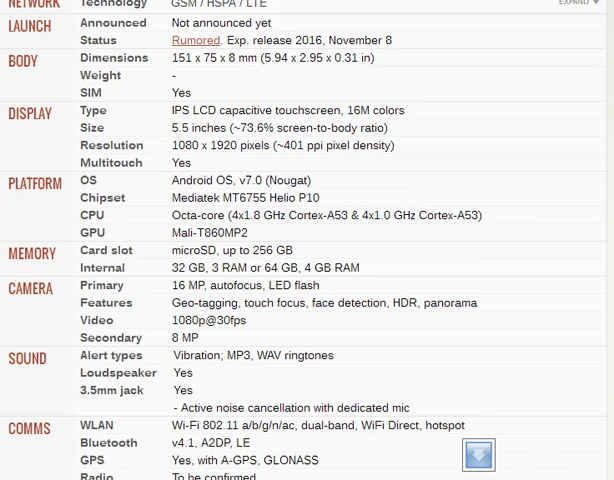 NETWORK Technology GSM / HSPA / LTE EXPAND
LAUNCH Announced Not announced yet
Status Rumored. Exp. release 2016, November 8
BODY Dimensions 151 x 75 x 8 mm (5.94 x 2.95 x 0.31 in)
Weight -
SIM Yes
DISPLAY Type IPS LCD capacitive touchscreen, 16M colors
Size 5.5 inches (~73.6% screen-to-body ratio)
Resolution 1080 x 1920 pixels (~401 ppi pixel density)
Multitouch Yes
PLATFORM OS Android OS, v7.0 (Nougat)
Chipset Mediatek MT6755 Helio P10
CPU Octa-core (4x1.8 GHz Cortex-A53 & 4x1.0 GHz Cortex-A53)
GPU Mali-T860MP2
MEMORY Card slot microSD, up to 256 GB
Internal 32 GB, 3 RAM or 64 GB, 4 GB RAM
CAMERA Primary 16 MP, autofocus, LED flash
Features Geo-tagging, touch focus, face detection, HDR, panorama
Video 1080p@30fps
Secondary 8 MP
SOUND Alert types Vibration; MP3, WAV ringtones
Loudspeaker Yes
3.5mm jack Yes
- Active noise cancellation with dedicated mic
COMMS WLAN Wi-Fi 802.11 a/b/g/n/ac, dual-band, WiFi Direct, hotspot
Bluetooth v4.1, A2DP, LE
GPS Yes, with A-GPS, GLONASS
Radio To be confirmed